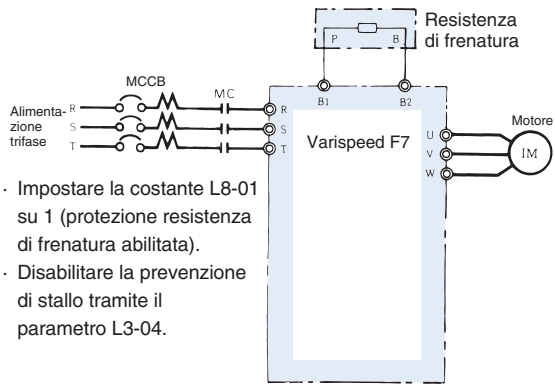 Resistenza
di frenatura
P B
MCCB
MC
B1 B2
Alimenta-
zione
trifase
R
S
T
R
S
T
Varispeed F7
U
V
W
Motore
IM
· Impostare la costante L8-01
su 1 (protezione resistenza
di frenatura abilitata).
· Disabilitare la prevenzione
di stallo tramite il
parametro L3-04.